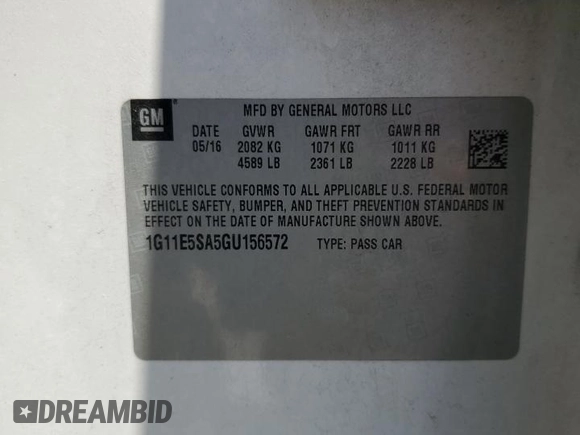 GM
®
MFD BY GENERAL MOTORS LLC
DATE GVWR GAWR FRT GAWR RR
05/16 2082 KG 1071 KG 1011 KG
4589 LB 2361 LB 2228 LB
THIS VEHICLE CONFORMS TO ALL APPLICABLE U.S. FEDERAL MOTOR
VEHICLE SAFETY, BUMPER, AND THEFT PREVENTION STANDARDS IN
EFFECT ON THE DATE OF MANUFACTURE SHOWN ABOVE.
1G11E5SA5GU156572 TYPE: PASS CAR
DREAMBID